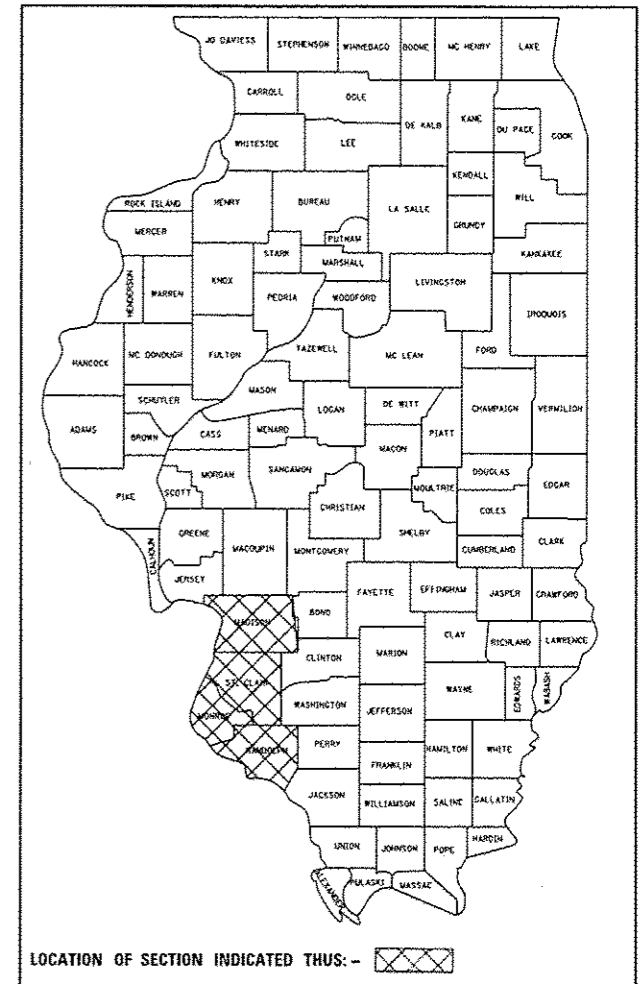 JO DAVIESS STEPHENSON WINNEBAGO BOONE MC HENRY LAKE
CARROLL OGLE DE KALB KANE DU PAGE COOK
WHITESIDE LEE
KENDALL WILL
ROCK ISLAND HENRY BUREAU LA SALLE GRUNDY
MERCER PUTNAM KANKAKEE
STARK MARSHALL
HENDERSON WARREN KNOX PEORIA WOODFORD LIVINGSTON IROQUOIS
HANCOCK MC DONOUGH FULTON TAZEWELL MC LEAN FORD
MASON
SCHUYLER LOGAN DE WITT CHAMPAIGN VERMILION
ADAMS BROWN CASS MENARD MACON PIATT
PIKE SCOTT MORGAN SANGAMON MOULTRIE DOUGLAS EDGAR
CHRISTIAN COLES
CALHOUN GREENE MACOUPIN MONTGOMERY SHELBY CUMBERLAND CLARK
JERSEY
FAYETTE EFFINGHAM JASPER CRAWFORD
MADISON BOND
CLAY RICHLAND LAWRENCE
CLINTON MARION
ST. CLAIR WAYNE EDWARDS WABASH
MONROE WASHINGTON JEFFERSON
RANDOLPH PERRY HAMILTON WHITE
FRANKLIN
JACKSON WILLIAMSON SALINE GALLATIN
UNION JOHNSON POPE HARDIN
ALEXANDER PULASKI MASSAC
LOCATION OF SECTION INDICATED THUS: -